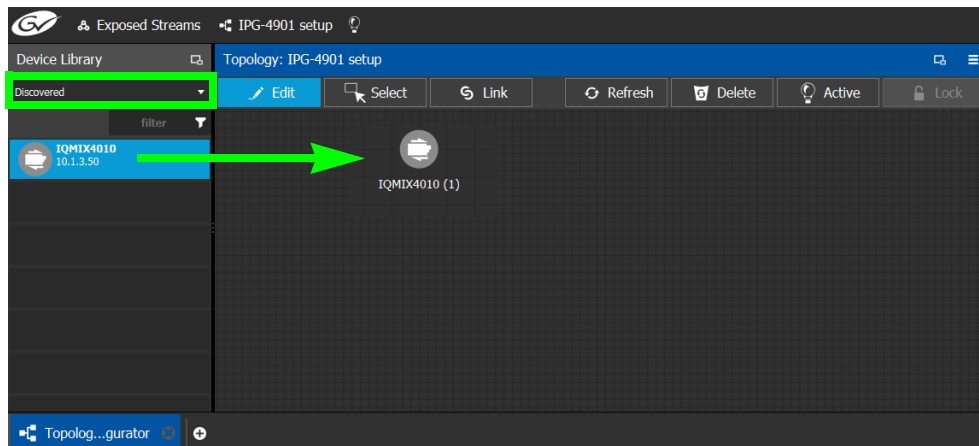 GV Exposed Streams IPG-4901 setup
Device Library
Topology: IPG-4901 setup
Discovered
Edit Select Link Refresh Delete Active Lock
filter
IQMIX4010
10.1.3.50
IQMIX4010 (1)
Topolog...gurator